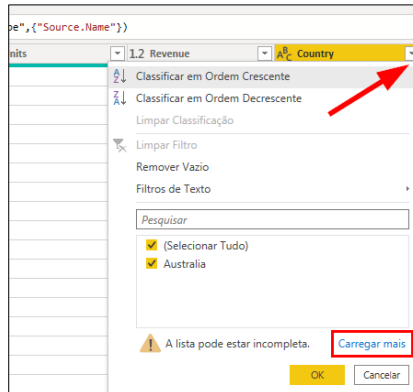 pe",{"Source.Name"})
nits
1.2 Revenue
ABC Country
Classificar em Ordem Crescente
Classificar em Ordem Decrescente
Limpar Classificação
Limpar Filtro
Remover Vazio
Filtros de Texto
Pesquisar
(Selecionar Tudo)
Australia
A lista pode estar incompleta. Carregar mais
OK Cancelar